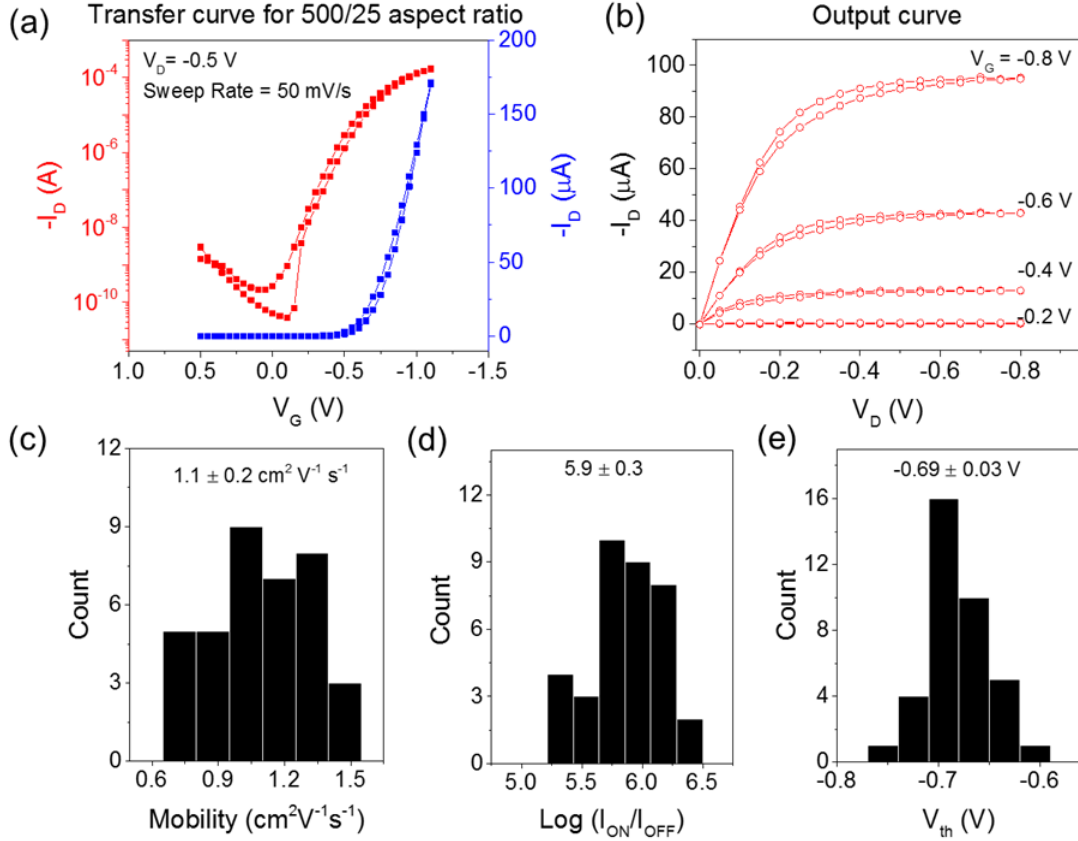 (a)
Transfer curve for 500/25 aspect ratio
V_D= -0.5 V
Sweep Rate = 50 mV/s
10^-4
10^-6
10^-8
10^-10
-I_D (A)
200
150
100
50
0
-I_D (μA)
1.0 0.5 0.0 -0.5 -1.0 -1.5
V_G (V)
(b)
Output curve
V_G = -0.8 V
-0.6 V
-0.4 V
-0.2 V
100
80
60
40
20
0
-I_D (μA)
0.0 -0.2 -0.4 -0.6 -0.8
V_D (V)
(c)
1.1 ± 0.2 cm² V⁻¹ s⁻¹
12
9
6
3
0
Count
0.6 0.9 1.2 1.5
Mobility (cm²V⁻¹s⁻¹)
(d)
5.9 ± 0.3
12
9
6
3
0
Count
5.0 5.5 6.0 6.5
Log (I_ON/I_OFF)
(e)
-0.69 ± 0.03 V
16
12
8
4
0
Count
-0.8 -0.7 -0.6
V_th (V)